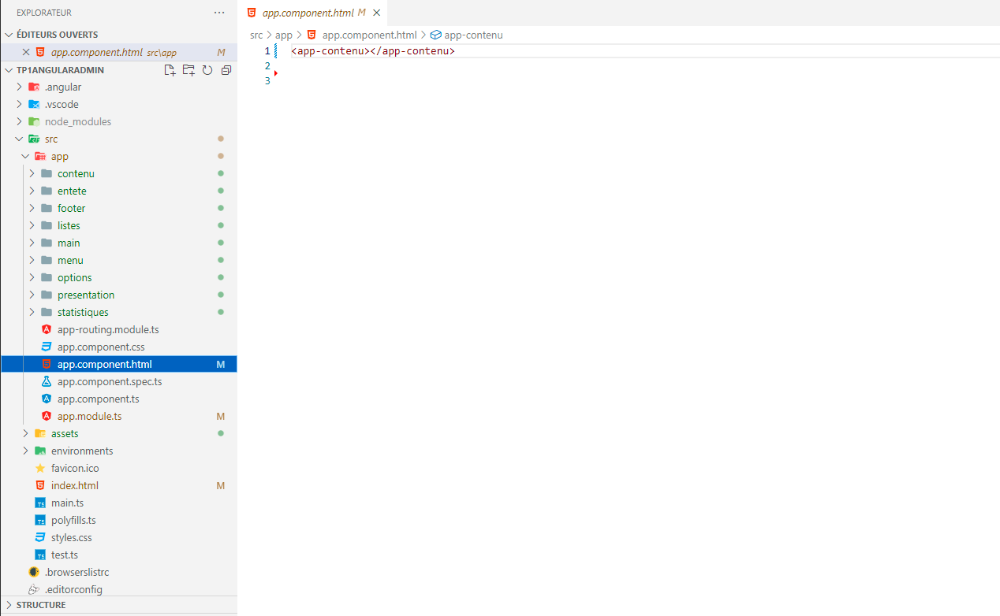 EXPLORATEUR
ÉDITEURS OUVERTS
app.component.html src\app M
TP1ANGULARADMIN
.angular
.vscode
node_modules
src
app
contenu
entete
footer
listes
main
menu
options
presentation
statistiques
app-routing.module.ts
app.component.css
app.component.html M
app.component.spec.ts
app.component.ts
app.module.ts M
assets
environments
favicon.ico
index.html M
main.ts
polyfills.ts
styles.css
test.ts
.browserslistrc
.editorconfig
STRUCTURE
app.component.html M
src > app > app.component.html > app-contenu
1 <app-contenu></app-contenu>
2
3